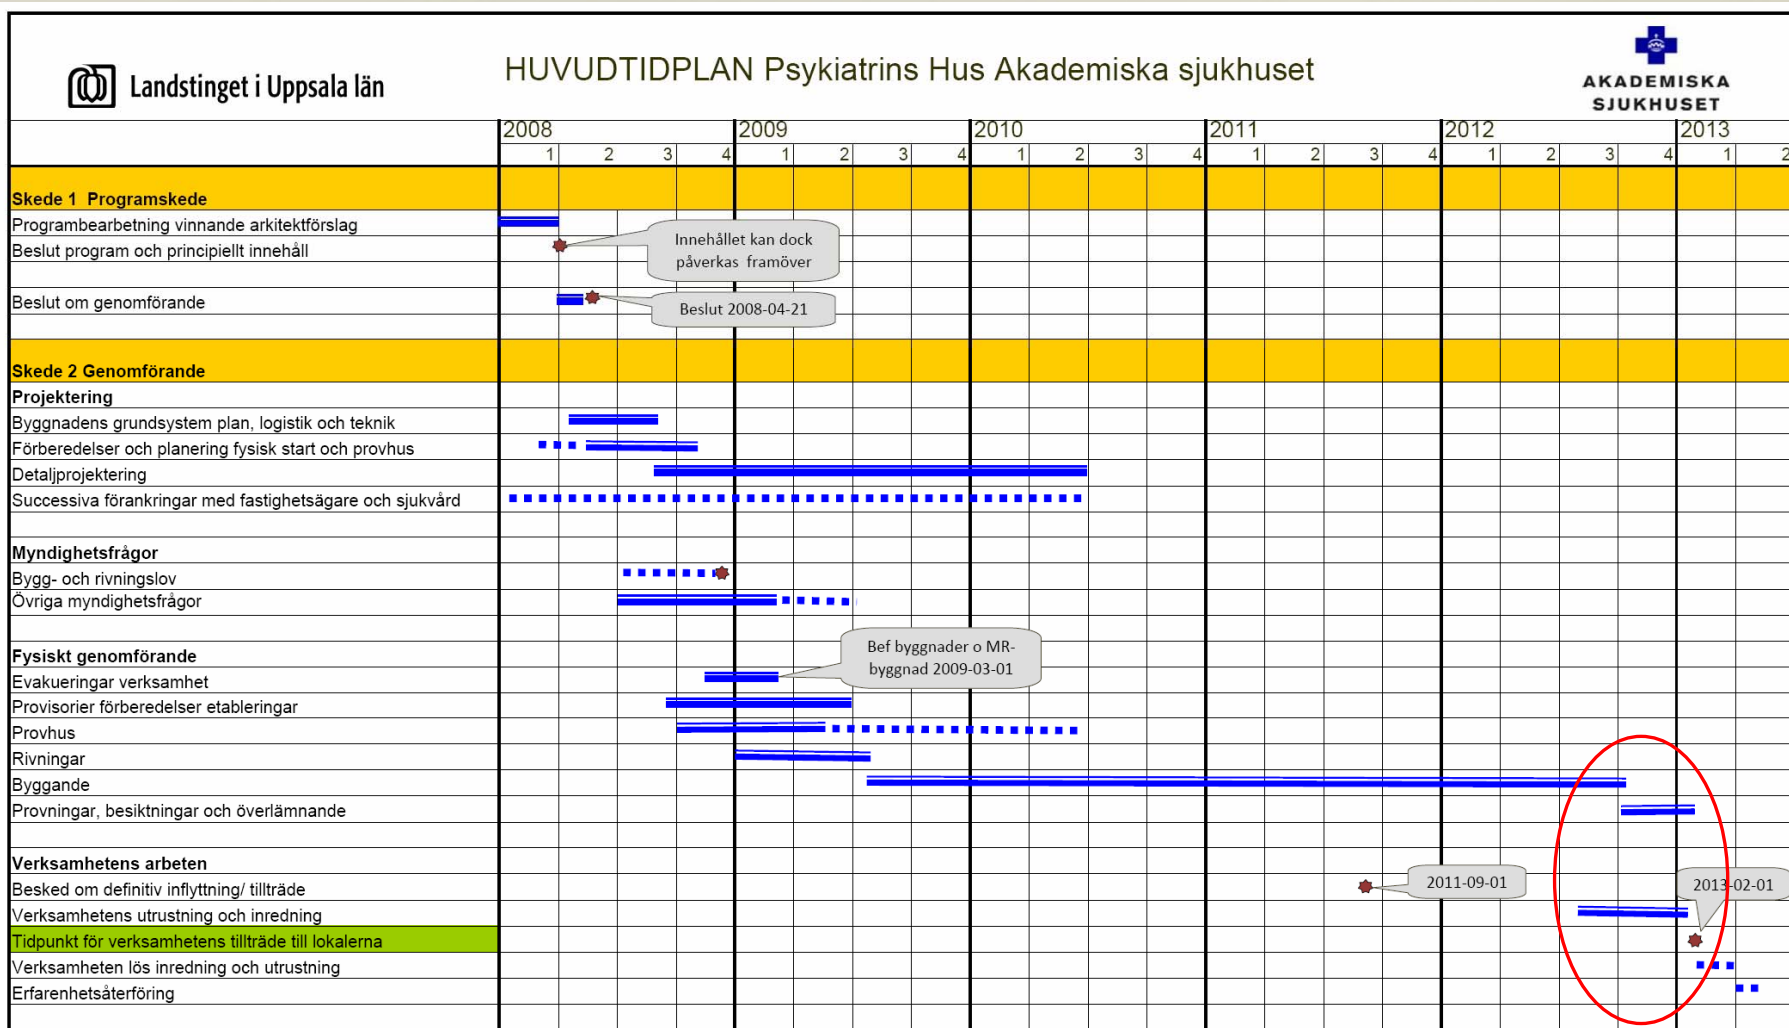 Landstinget i Uppsala län
HUVUDTIDPLAN Psykiatrins Hus Akademiska sjukhuset
AKADEMISKA
SJUKHUSET
2008 2009 2010 2011 2012 2013
1 2 3 4 1 2 3 4 1 2 3 4 1 2 3 4 1 2 3 4 1 2
Skede 1 Programskede
Programbearbetning vinnande arkitektförslag
Beslut program och principiellt innehåll
Innehållet kan dock
påverkas framöver
Beslut om genomförande
Beslut 2008-04-21
Skede 2 Genomförande
Projektering
Byggnadens grundsystem plan, logistik och teknik
Förberedelser och planering fysisk start och provhus
Detaljprojektering
Successiva förankringar med fastighetsägare och sjukvård
Myndighetsfrågor
Bygg- och rivningslov
Övriga myndighetsfrågor
Fysiskt genomförande
Bef byggnader o MR-
byggnad 2009-03-01
Evakueringar verksamhet
Provisorier förberedelser etableringar
Provhus
Rivningar
Byggande
Provningar, besiktningar och överlämnande
Verksamhetens arbeten
Besked om definitiv inflyttning/ tillträde
2011-09-01
2013-02-01
Verksamhetens utrustning och inredning
Tidpunkt för verksamhetens tillträde till lokalerna
Verksamheten lös inredning och utrustning
Erfarenhetsåterföring